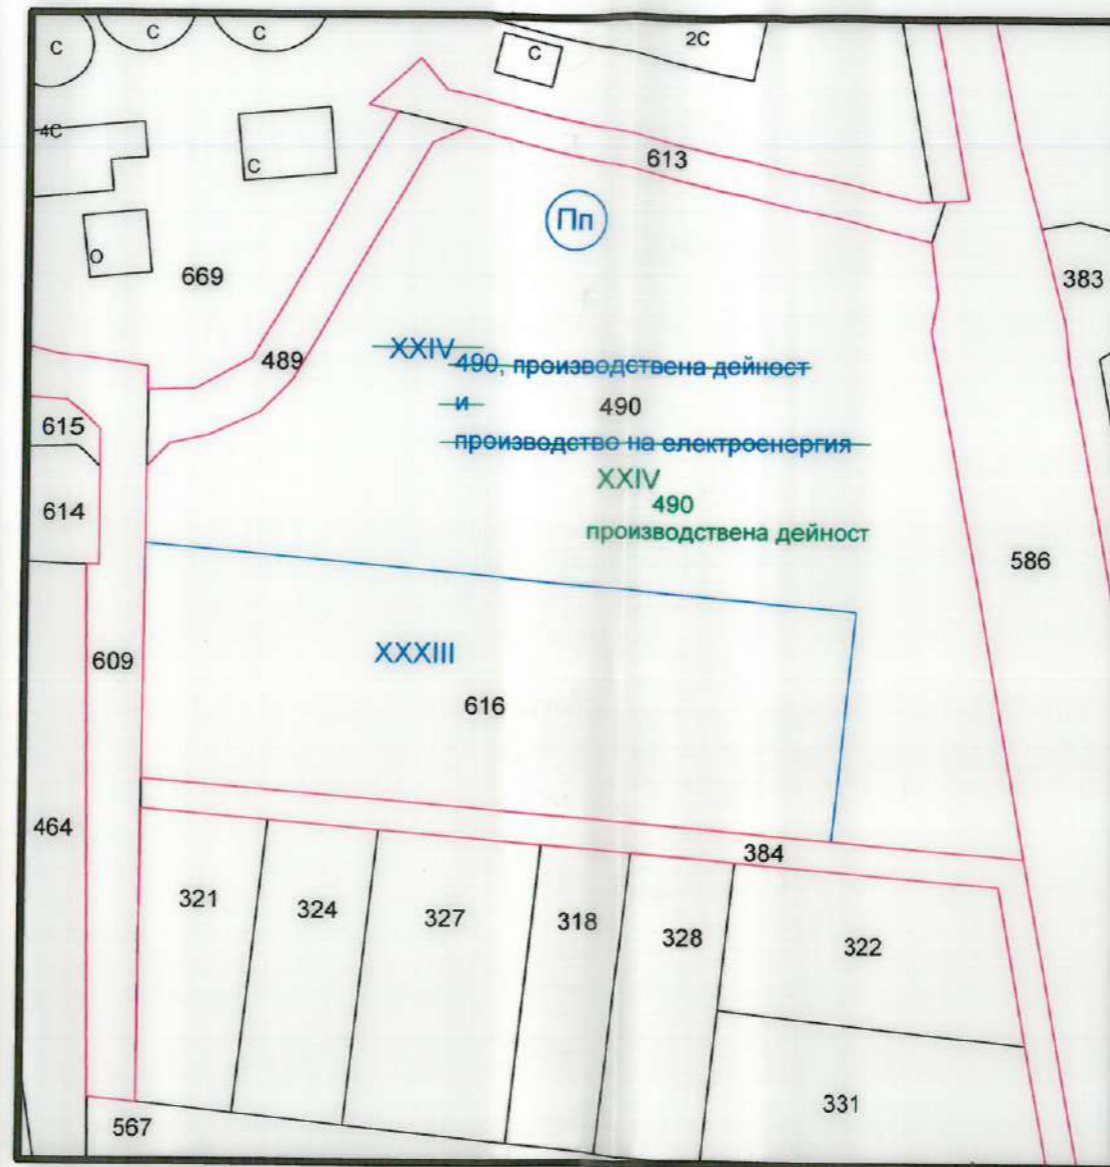 С
С
С
С
2С
4С
С
613
Пп
О
669
383
489
XXIV 490, производствена дейност
и
490
производство на електроенергия
XXIV
490
производствена дейност
615
614
586
609
XXXIII
616
464
384
321
324
327
318
328
322
331
567